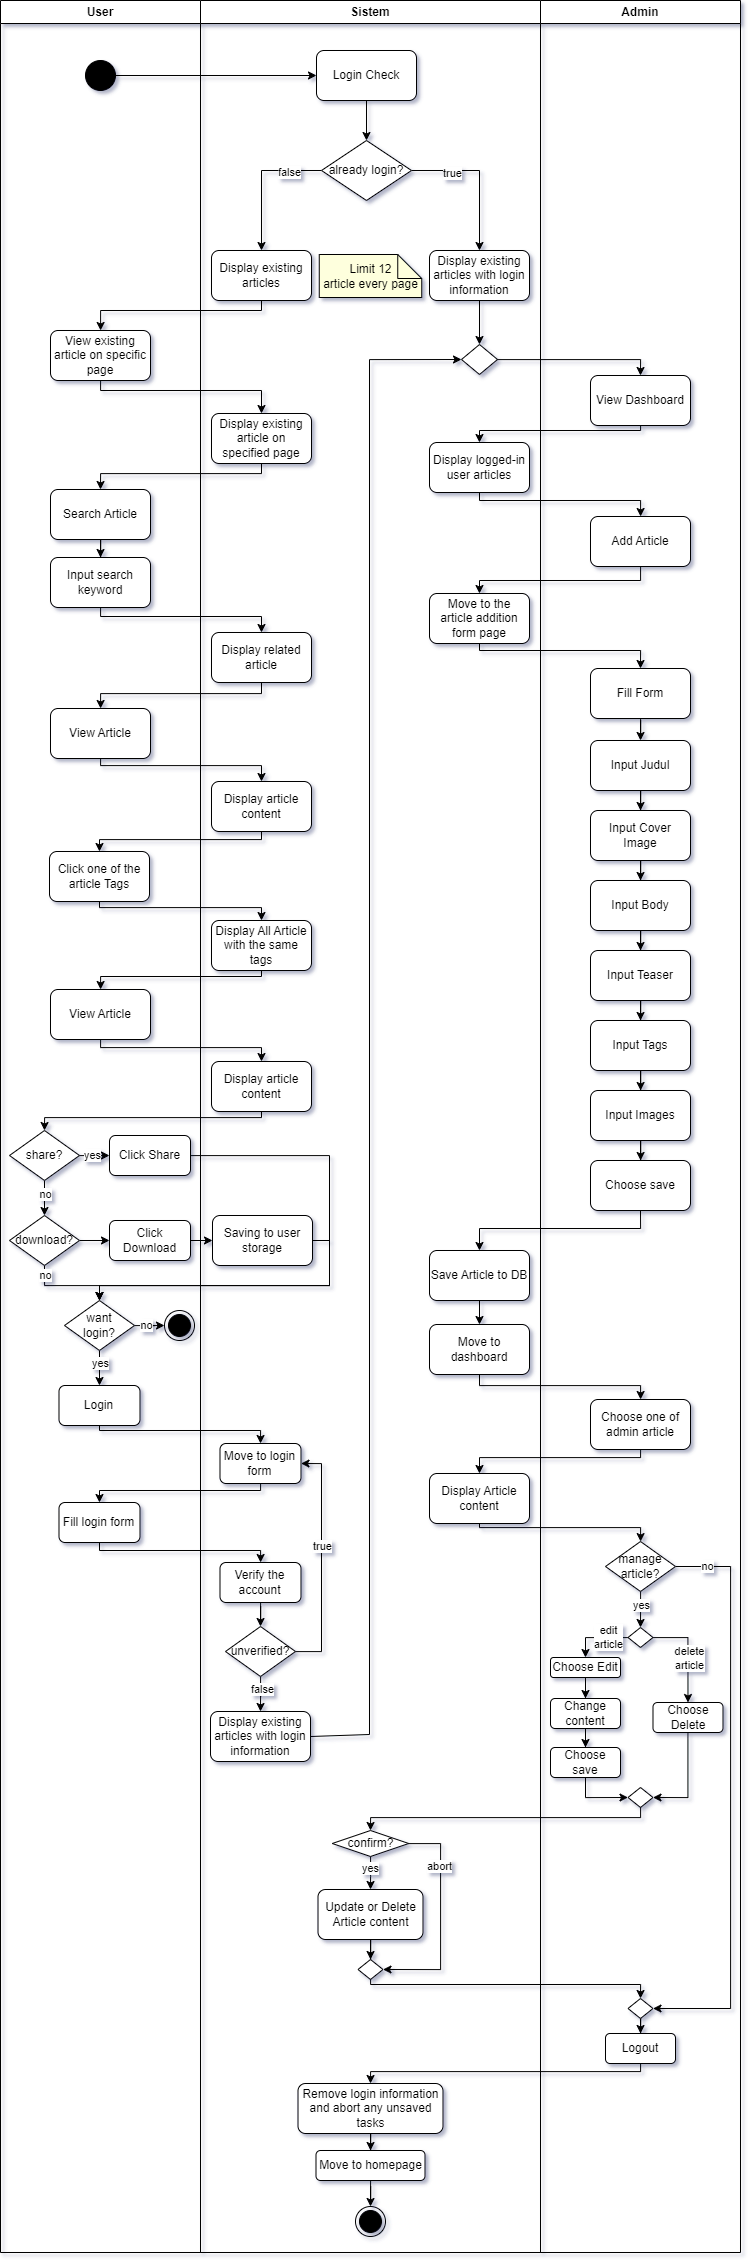 User
Sistem
Admin
Login Check
already login?
false
true
Display existing
articles
Limit 12
article every page
Display existing
articles with login
information
View existing
article on specific
page
View Dashboard
Display existing
article on
specified page
Display logged-in
user articles
Search Article
Add Article
Input search
keyword
Move to the
article addition
form page
Display related
article
Fill Form
View Article
Input Judul
Display article
content
Input Cover
Image
Click one of the
article Tags
Input Body
Display All Article
with the same
tags
Input Teaser
View Article
Input Tags
Display article
content
Input Images
share?
yes
Click Share
Choose save
no
download?
Click
Download
Saving to user
storage
no
Save Article to DB
want
login?
no
Move to
dashboard
yes
Login
Choose one of
admin article
Move to login
form
Display Article
content
Fill login form
true
manage
article?
no
Verify the
account
yes
edit
article
unverified?
delete
article
Choose Edit
false
Change
content
Choose
Delete
Display existing
articles with login
information
Choose
save
confirm?
yes
abort
Update or Delete
Article content
Logout
Remove login information
and abort any unsaved
tasks
Move to homepage